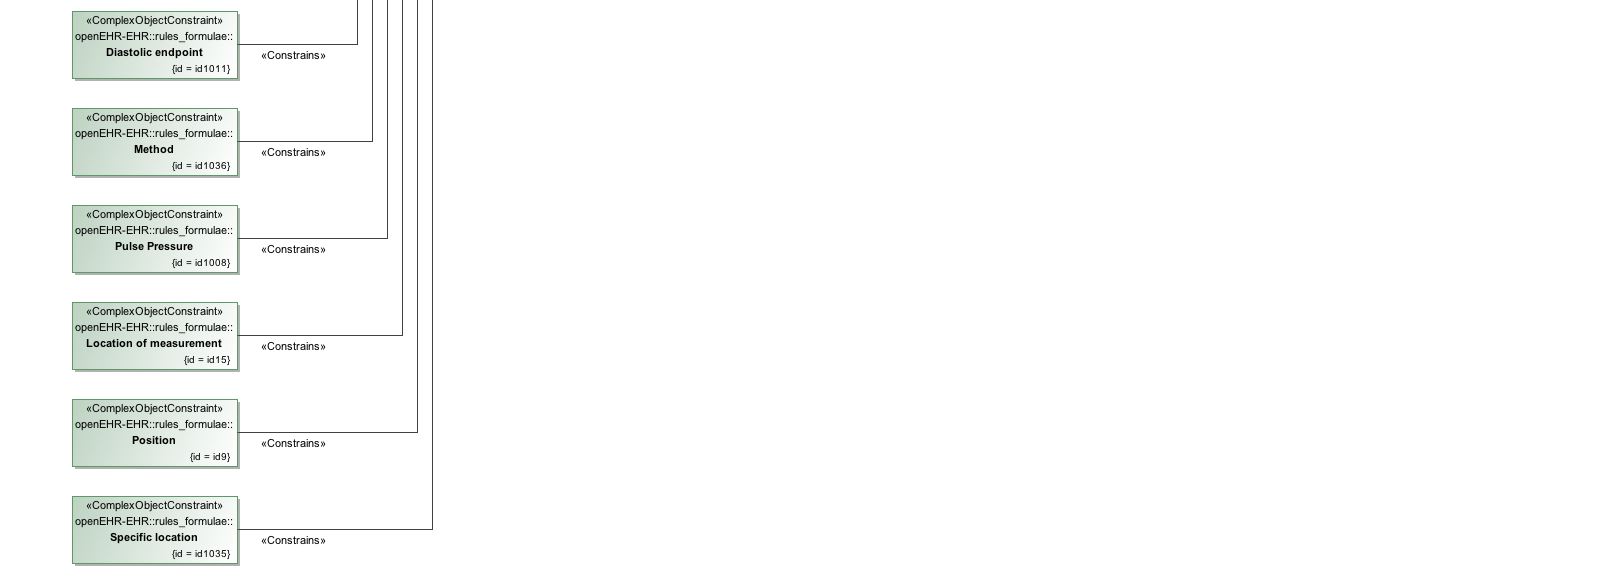 «ComplexObjectConstraint»
openEHR-EHR::rules_formulae::
Diastolic endpoint
{id = id1011}
«Constrains»
«ComplexObjectConstraint»
openEHR-EHR::rules_formulae::
Method
{id = id1036}
«Constrains»
«ComplexObjectConstraint»
openEHR-EHR::rules_formulae::
Pulse Pressure
{id = id1008}
«Constrains»
«ComplexObjectConstraint»
openEHR-EHR::rules_formulae::
Location of measurement
{id = id15}
«Constrains»
«ComplexObjectConstraint»
openEHR-EHR::rules_formulae::
Position
{id = id9}
«Constrains»
«ComplexObjectConstraint»
openEHR-EHR::rules_formulae::
Specific location
{id = id1035}
«Constrains»